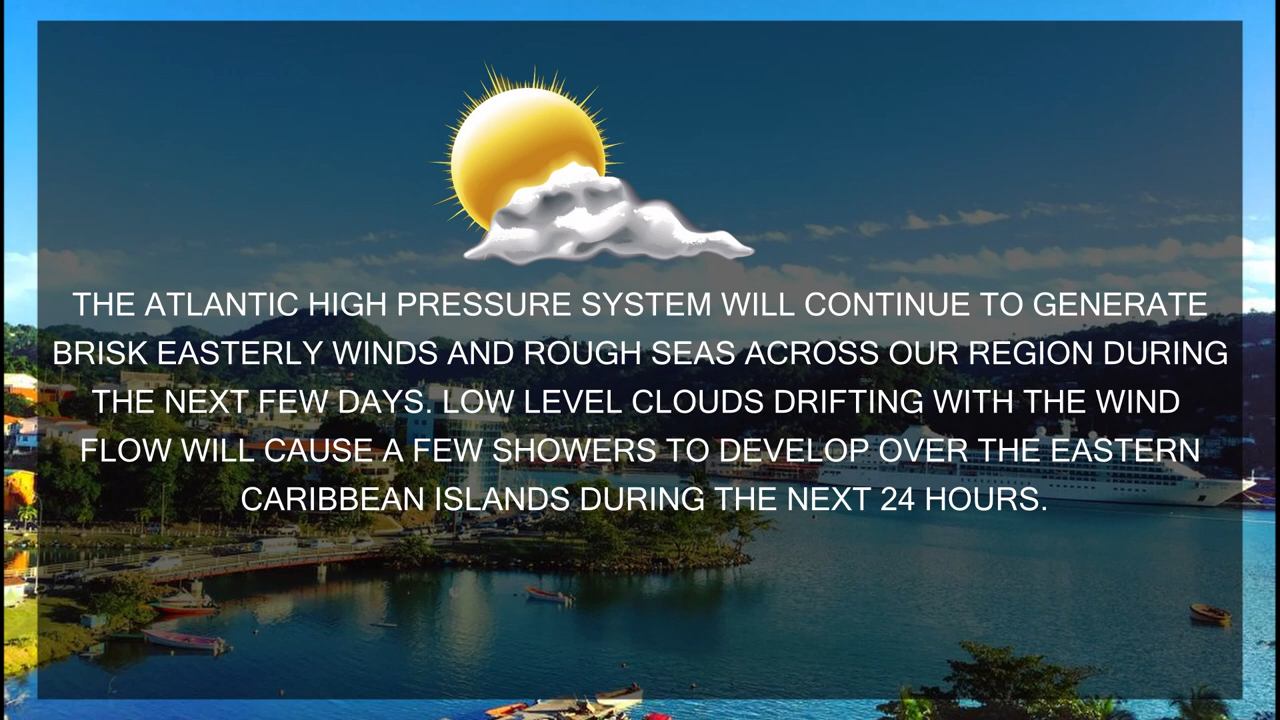 THE ATLANTIC HIGH PRESSURE SYSTEM WILL CONTINUE TO GENERATE
BRISK EASTERLY WINDS AND ROUGH SEAS ACROSS OUR REGION DURING
THE NEXT FEW DAYS. LOW LEVEL CLOUDS DRIFTING WITH THE WIND
FLOW WILL CAUSE A FEW SHOWERS TO DEVELOP OVER THE EASTERN
CARIBBEAN ISLANDS DURING THE NEXT 24 HOURS.